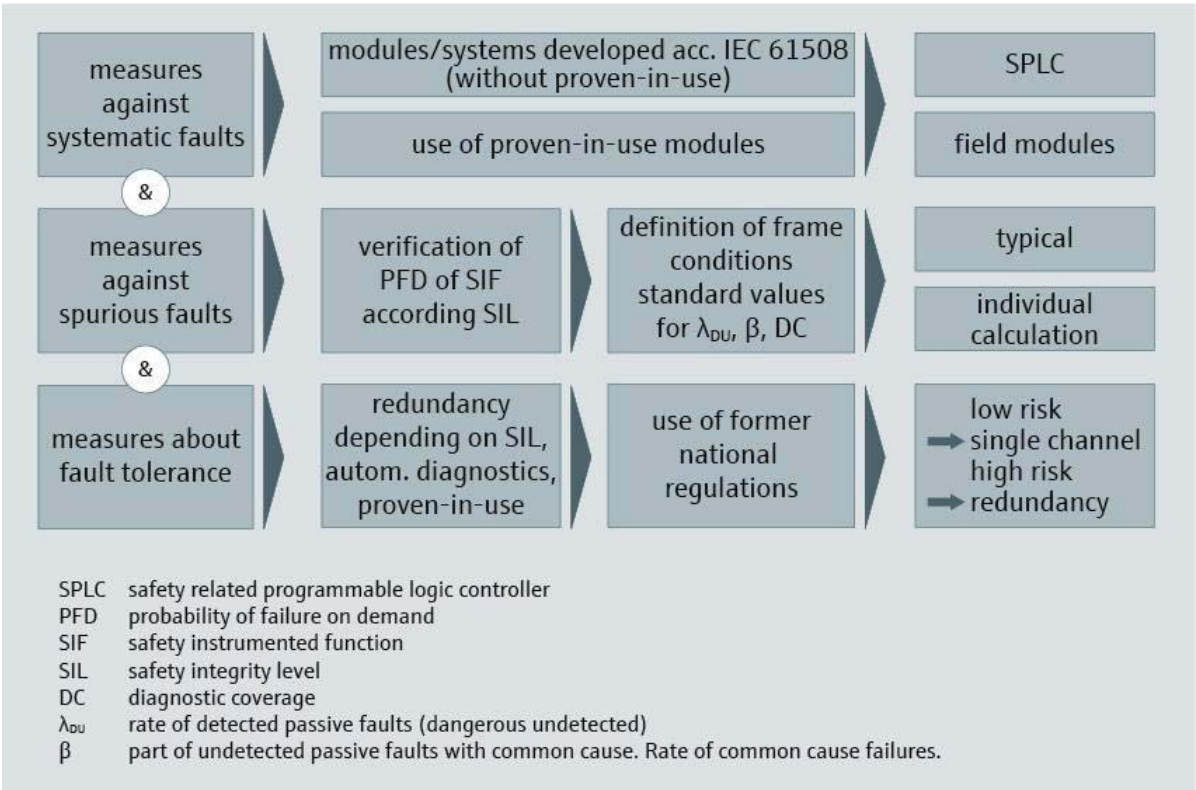 measures
against
systematic faults
modules/systems developed acc. IEC 61508
(without proven-in-use)
use of proven-in-use modules
SPLC
field modules
&
measures
against
spurious faults
verification of
PFD of SIF
according SIL
definition of frame
conditions
standard values
for λDU, β, DC
typical
individual
calculation
&
measures about
fault tolerance
redundancy
depending on SIL,
autom. diagnostics,
proven-in-use
use of former
national
regulations
low risk
single channel
high risk
redundancy
SPLC safety related programmable logic controller
PFD probability of failure on demand
SIF safety instrumented function
SIL safety integrity level
DC diagnostic coverage
λDU rate of detected passive faults (dangerous undetected)
β part of undetected passive faults with common cause. Rate of common cause failures.